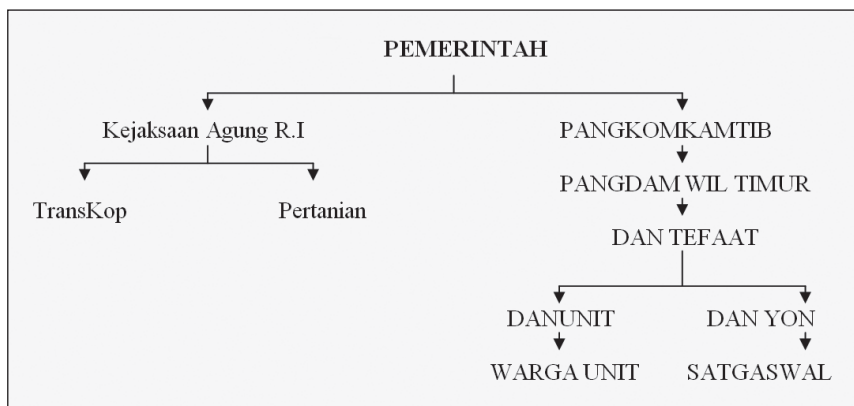 PEMERINTAH
Kejaksaan Agung R.I
PANGKOMKAMTIB
PANGDAM WIL TIMUR
TransKop
Pertanian
DAN TEFAAT
DANUNIT
DAN YON
WARGA UNIT
SATGASWAL